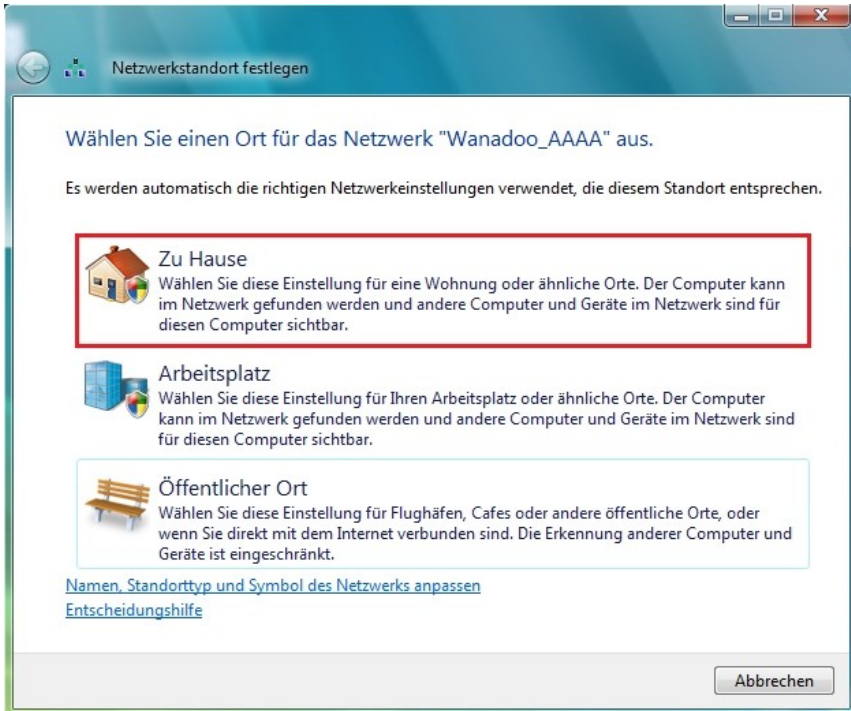 Netzwerkstandort festlegen
Wählen Sie einen Ort für das Netzwerk "Wanadoo_AAAA" aus.
Es werden automatisch die richtigen Netzwerkeinstellungen verwendet, die diesem Standort entsprechen.
Zu Hause
Wählen Sie diese Einstellung für eine Wohnung oder ähnliche Orte. Der Computer kann
im Netzwerk gefunden werden und andere Computer und Geräte im Netzwerk sind für
diesen Computer sichtbar.
Arbeitsplatz
Wählen Sie diese Einstellung für Ihren Arbeitsplatz oder ähnliche Orte. Der Computer
kann im Netzwerk gefunden werden und andere Computer und Geräte im Netzwerk sind
für diesen Computer sichtbar.
Öffentlicher Ort
Wählen Sie diese Einstellung für Flughäfen, Cafes oder andere öffentliche Orte, oder
wenn Sie direkt mit dem Internet verbunden sind. Die Erkennung anderer Computer und
Geräte ist eingeschränkt.
Namen, Standorttyp und Symbol des Netzwerks anpassen
Entscheidungshilfe
Abbrechen